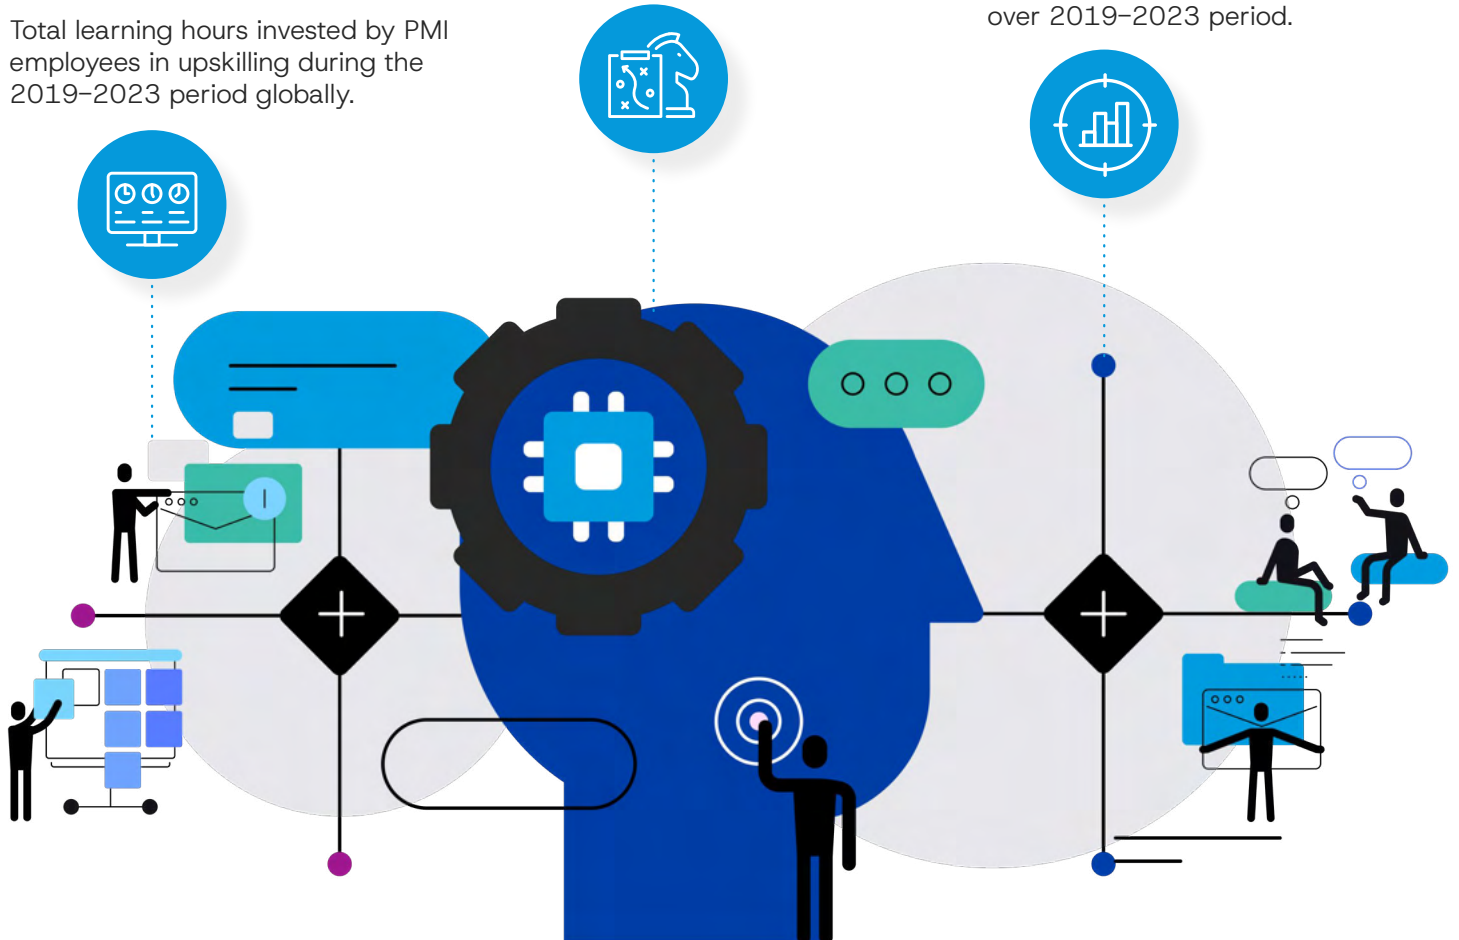 Total learning hours invested by PMI
employees in upskilling during the
2019–2023 period globally.
over 2019–2023 period.